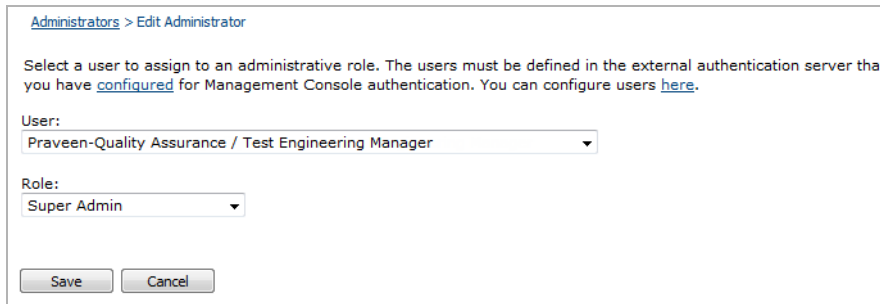 Administrators > Edit Administrator
Select a user to assign to an administrative role. The users must be defined in the external authentication server
you have configured for Management Console authentication. You can configure users here.
User:
Praveen-Quality Assurance / Test Engineering Manager
Role:
Super Admin
Save Cancel